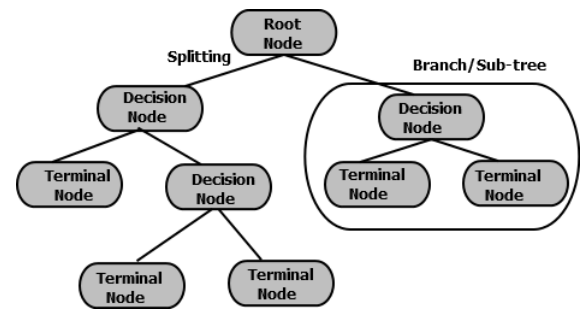 Root
Node
Splitting
Branch/Sub-tree
Decision
Node
Decision
Node
Terminal
Node
Decision
Node
Terminal
Node
Terminal
Node
Terminal
Node
Terminal
Node